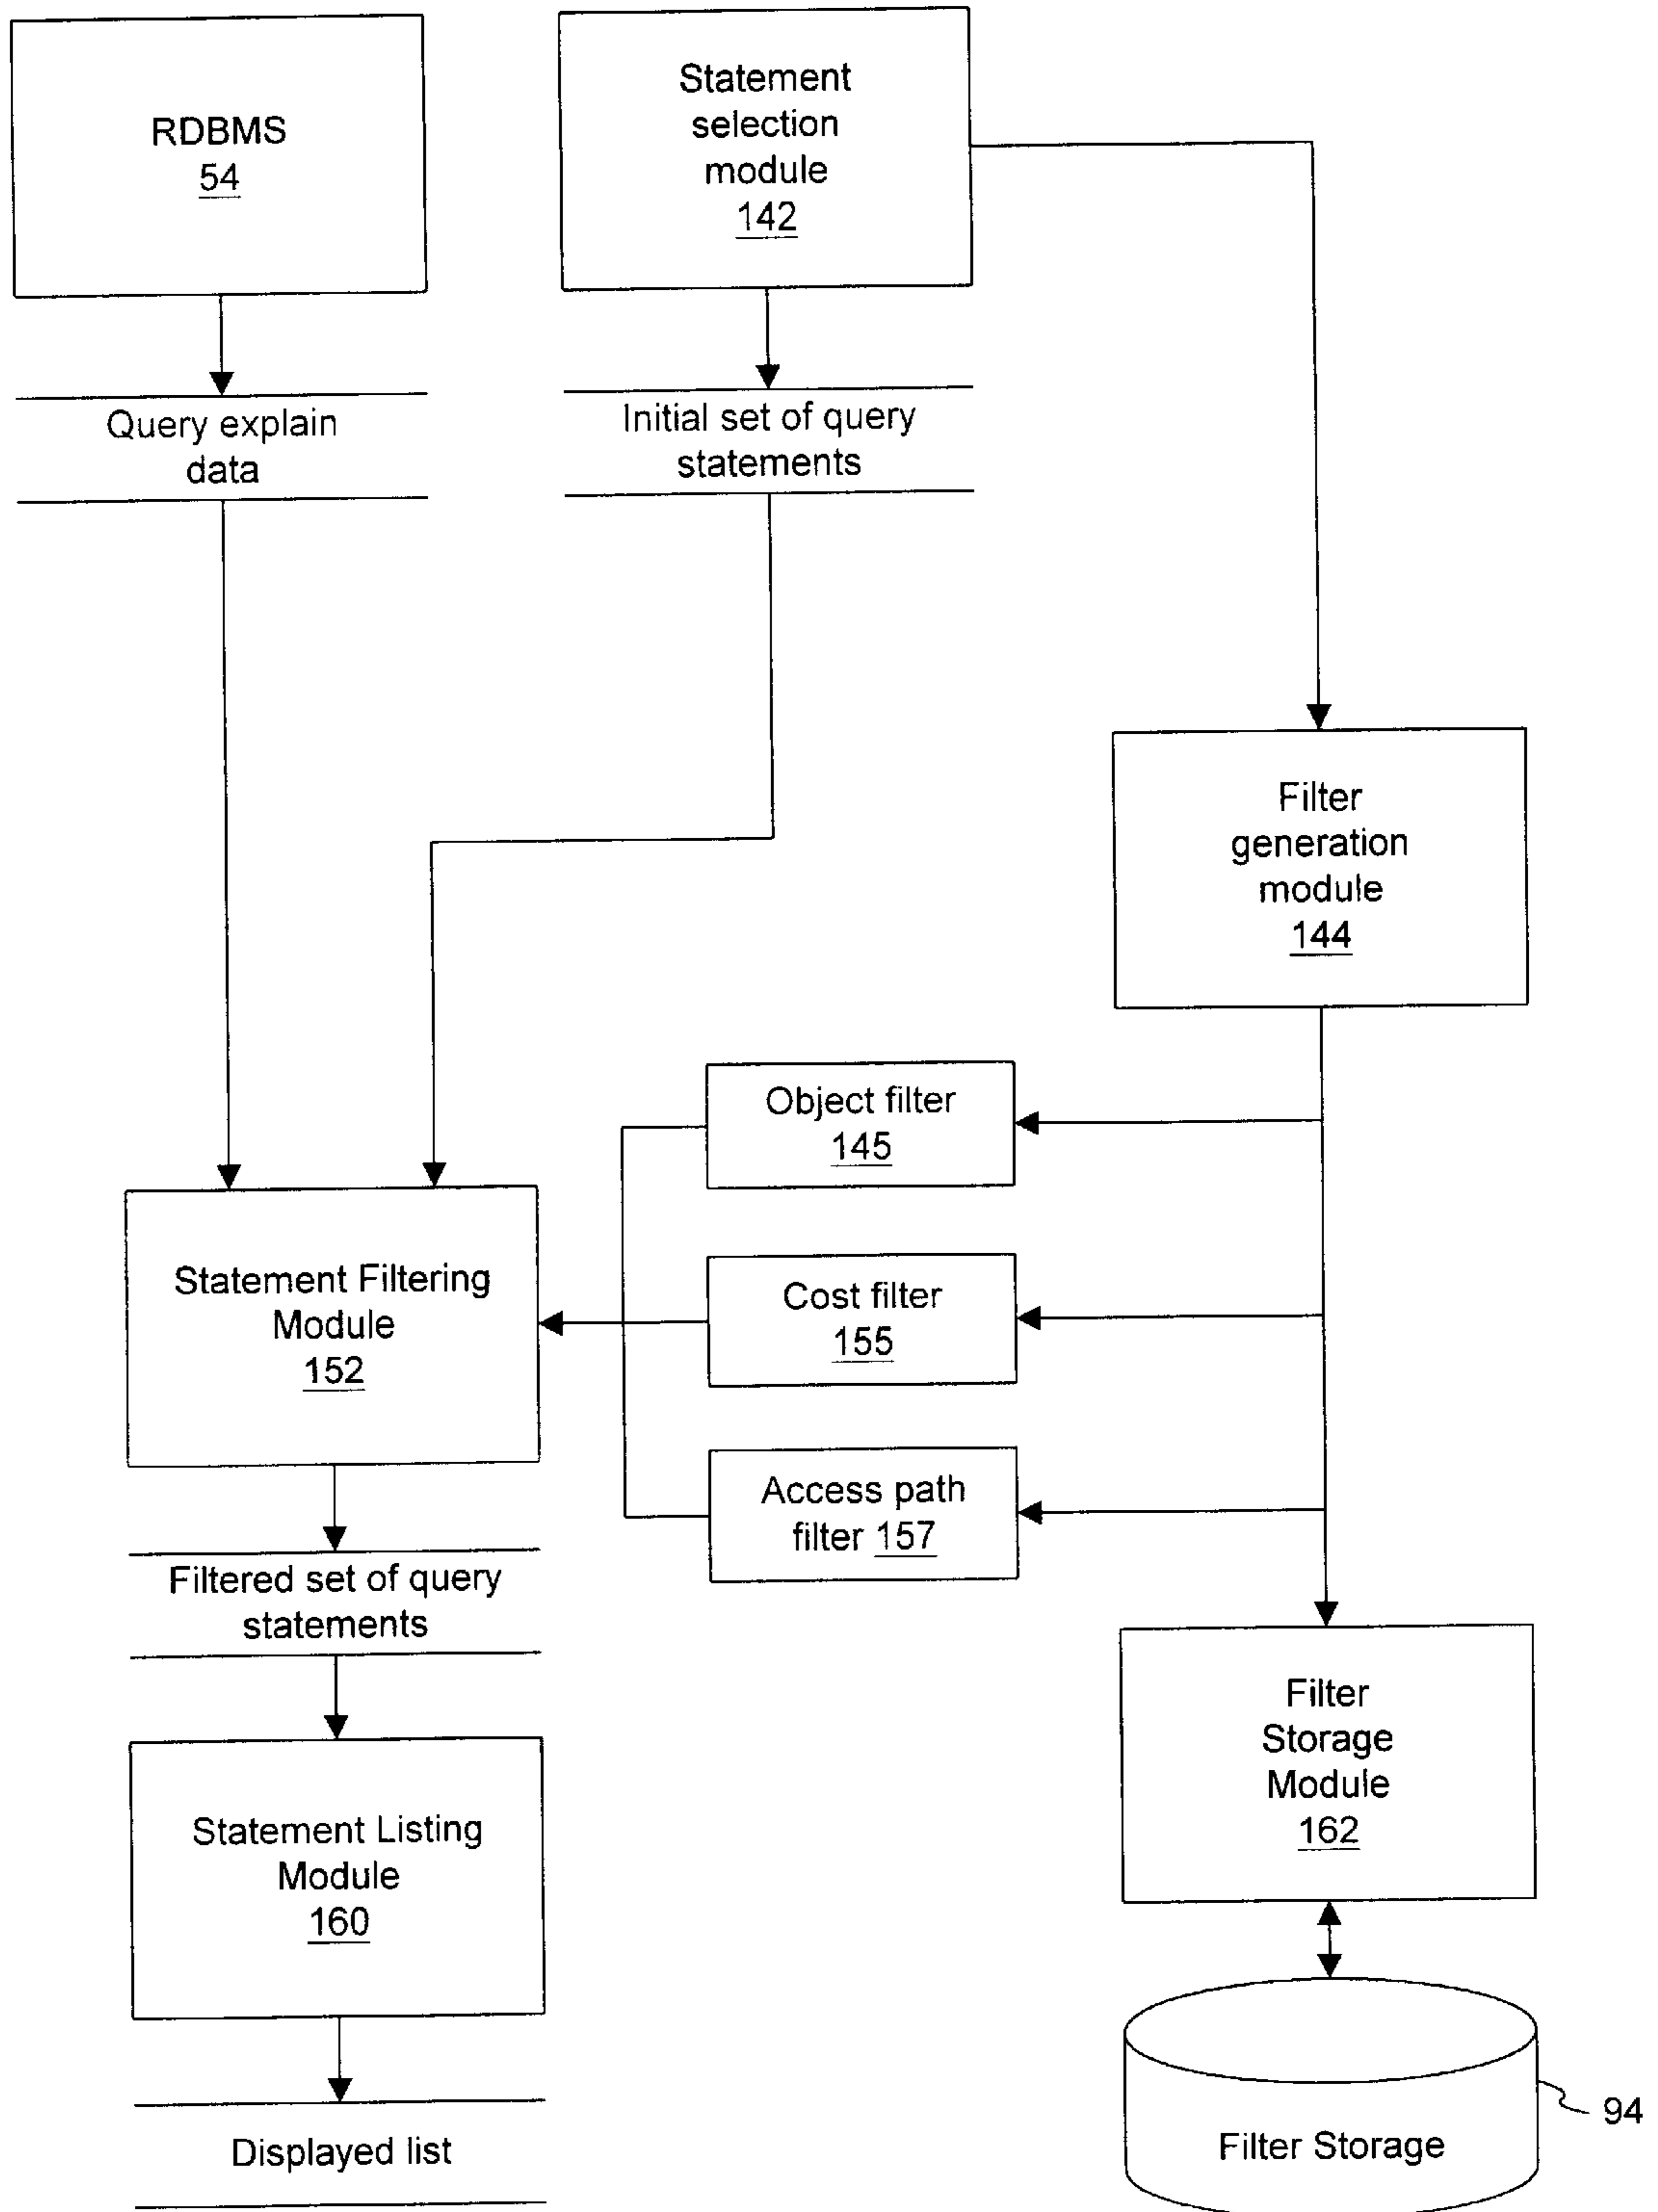 RDBMS
54
Statement
selection
module
142
Query explain
data
Initial set of query
statements
Filter
generation
module
144
Object filter
145
Statement Filtering
Module
152
Cost filter
155
Access path
filter 157
Filtered set of query
statements
Filter
Storage
Module
162
Statement Listing
Module
160
94
Filter Storage
Displayed list